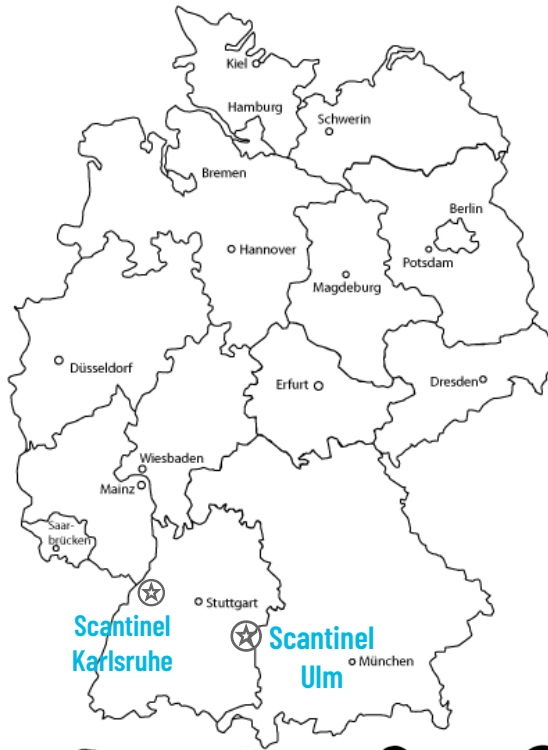 Kiel
Hamburg
Schwerin
Bremen
Berlin
Hannover
Potsdam
Magdeburg
Düsseldorf
Erfurt
Dresden
Wiesbaden
Mainz
Saar-
brücken
Stuttgart
Scantinel
Karlsruhe
Scantinel
Ulm
München